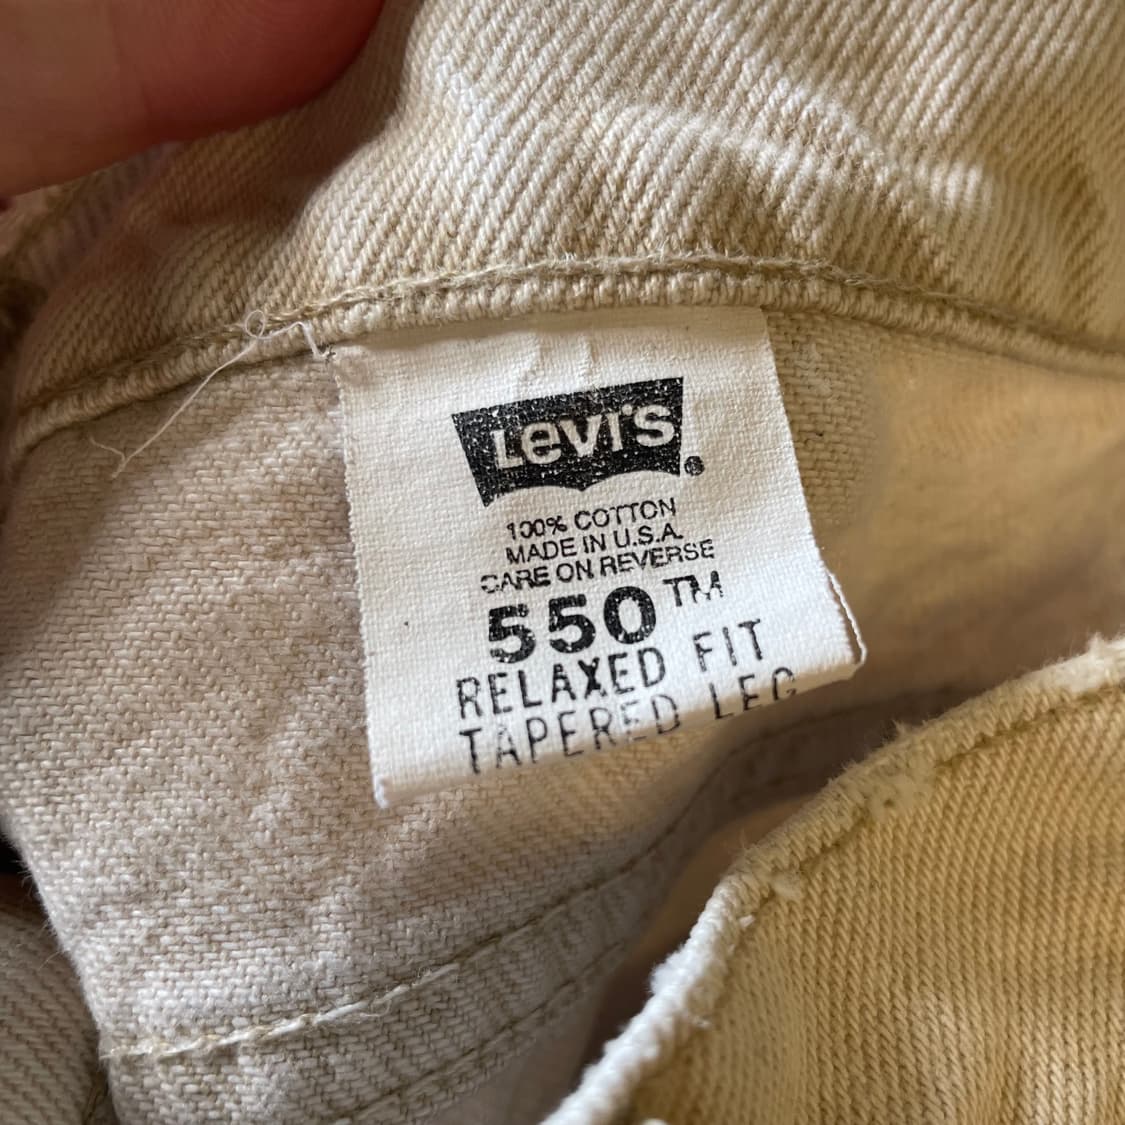 Levi's
100% COTTON
MADE IN U.S.A.
CARE ON REVERSE
550™
RELAXED FIT
TAPERED LEG